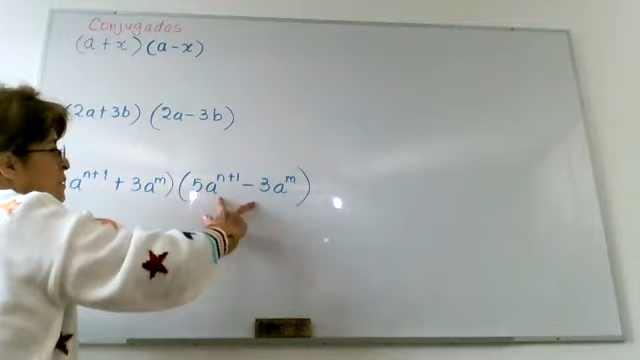 Conjugados
(a + x) (a - x)
(2a + 3b) (2a - 3b)
a^{n+1} + 3a^m) (5a^{n+1} - 3a^m)